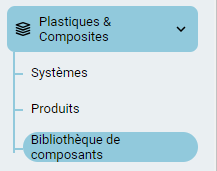 Plastiques &
Composites
Systèmes
Produits
Bibliothèque de
composants